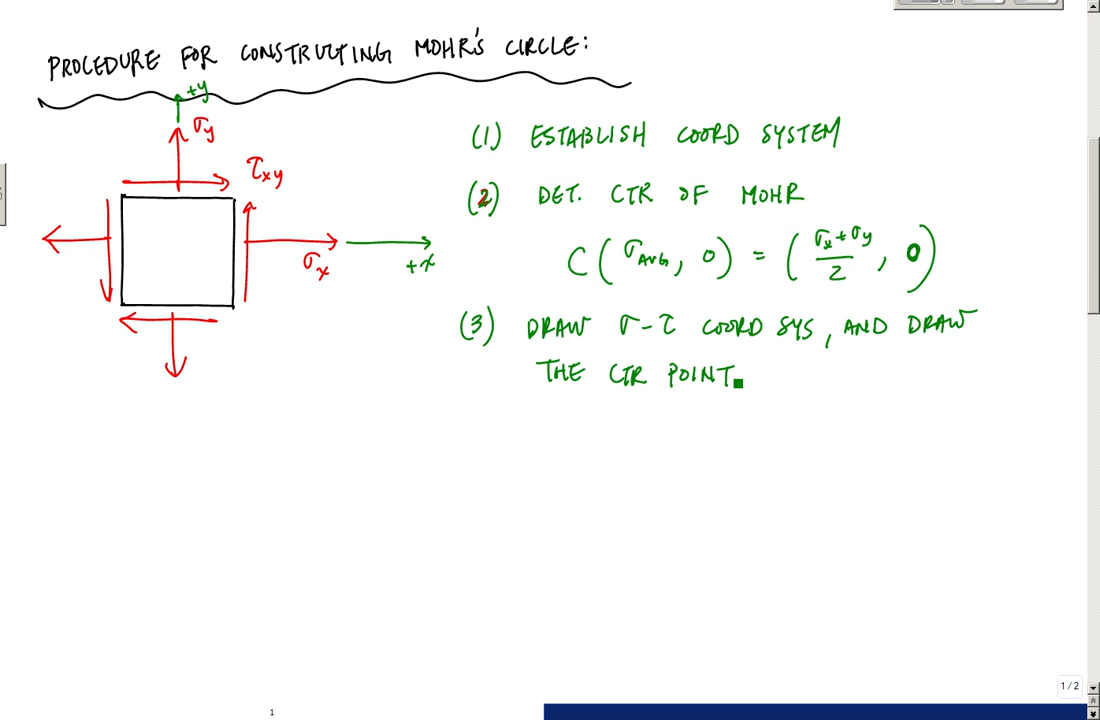 PROCEDURE FOR CONSTRUCTING MOHR'S CIRCLE:
+y
σy
τxy
σx
+x
(1) ESTABLISH COORD SYSTEM
(2) DET. CTR OF MOHR
C(σAVG, 0) = (σx+σy/2, 0)
(3) DRAW σ-τ COORD SYS, AND DRAW
THE CTR POINT.
1/2
1